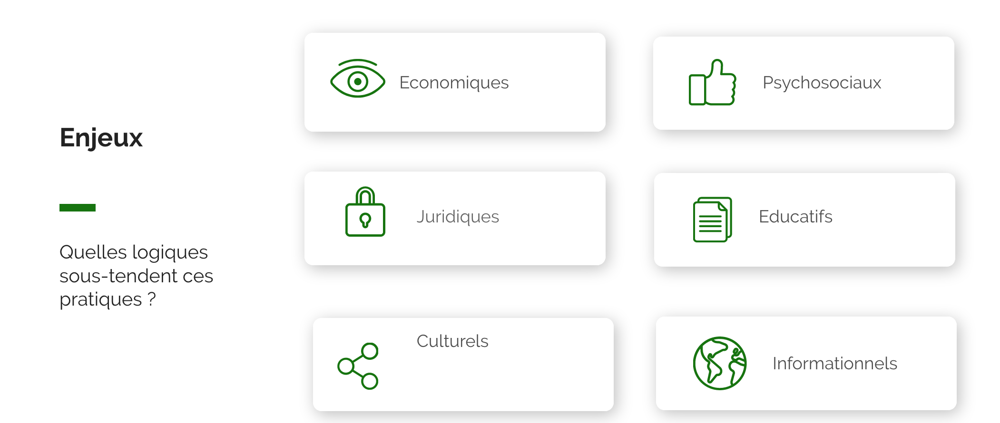 Enjeux
Quelles logiques
sous-tendent ces
pratiques ?
Economiques
Psychosociaux
Juridiques
Educatifs
Culturels
Informationnels